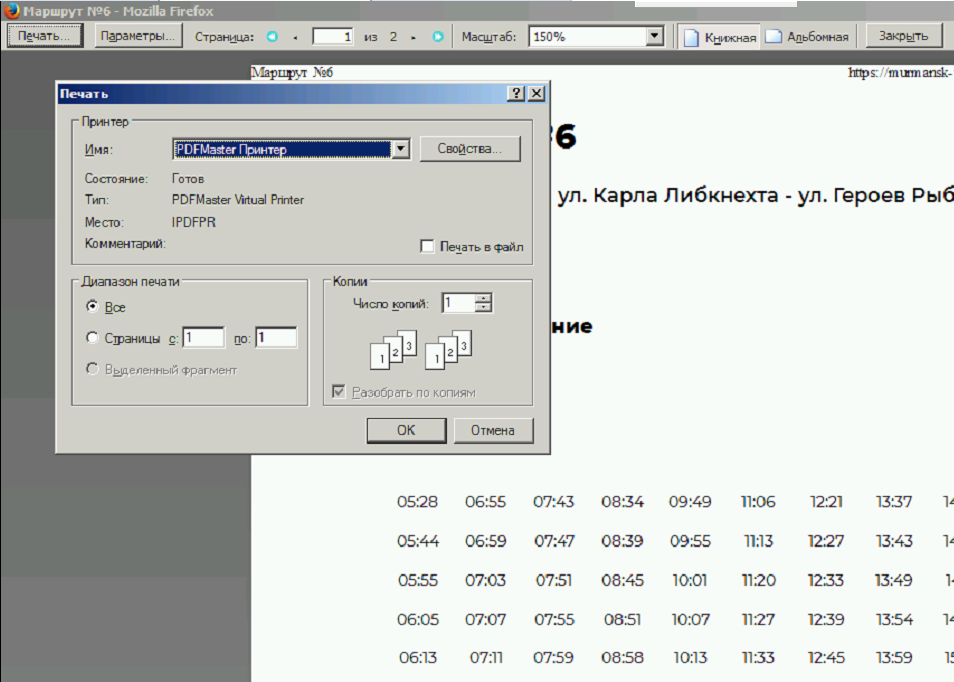 Маршрут №6 - Mozilla Firefox
Печать... Параметры... Страница: 1 из 2 Масштаб: 150% Книжная Альбомная Закрыть
Маршрут №6 https://murmansk-
Печать
Принтер
№6
Имя: PDFMaster Принтер Свойства...
Состояние: Готов
Тип: PDFMaster Virtual Printer
ул. Карла Либкнехта - ул. Героев Рыб
Место: IPDFPR
Комментарий: Печать в файл
Диапазон печати
Все
Страницы с: 1 по: 1
Выделенный фрагмент
Копии
Число копий: 1
1 2 3 1 2 3
Разобрать по копиям
ние
OK Отмена
05:28 06:55 07:43 08:34 09:49 11:06 12:21 13:37 14
05:44 06:59 07:47 08:39 09:55 11:13 12:27 13:43 14
05:55 07:03 07:51 08:45 10:01 11:20 12:33 13:49 14
06:05 07:07 07:55 08:51 10:07 11:27 12:39 13:54 14
06:13 07:11 07:59 08:58 10:13 11:33 12:45 13:59 15